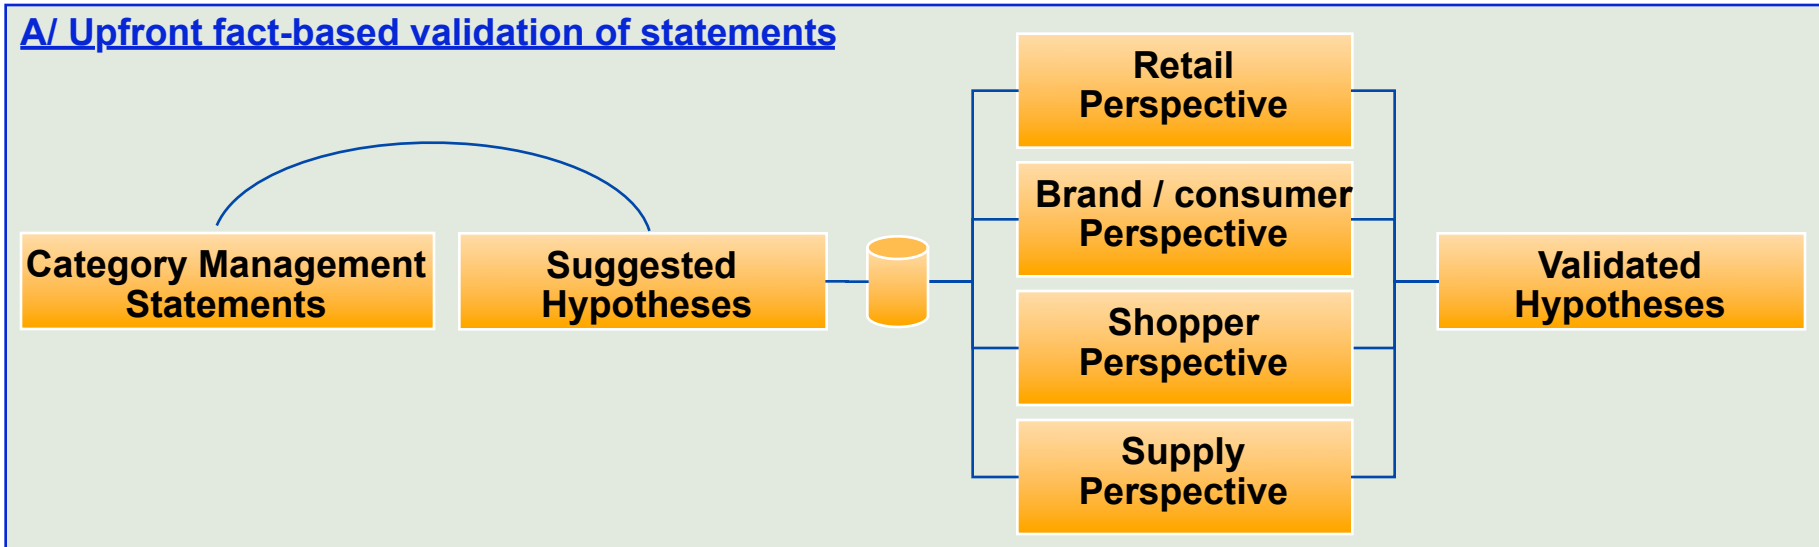 A/ Upfront fact-based validation of statements
Category Management
Statements
Suggested
Hypotheses
Retail
Perspective
Brand / consumer
Perspective
Shopper
Perspective
Supply
Perspective
Validated
Hypotheses